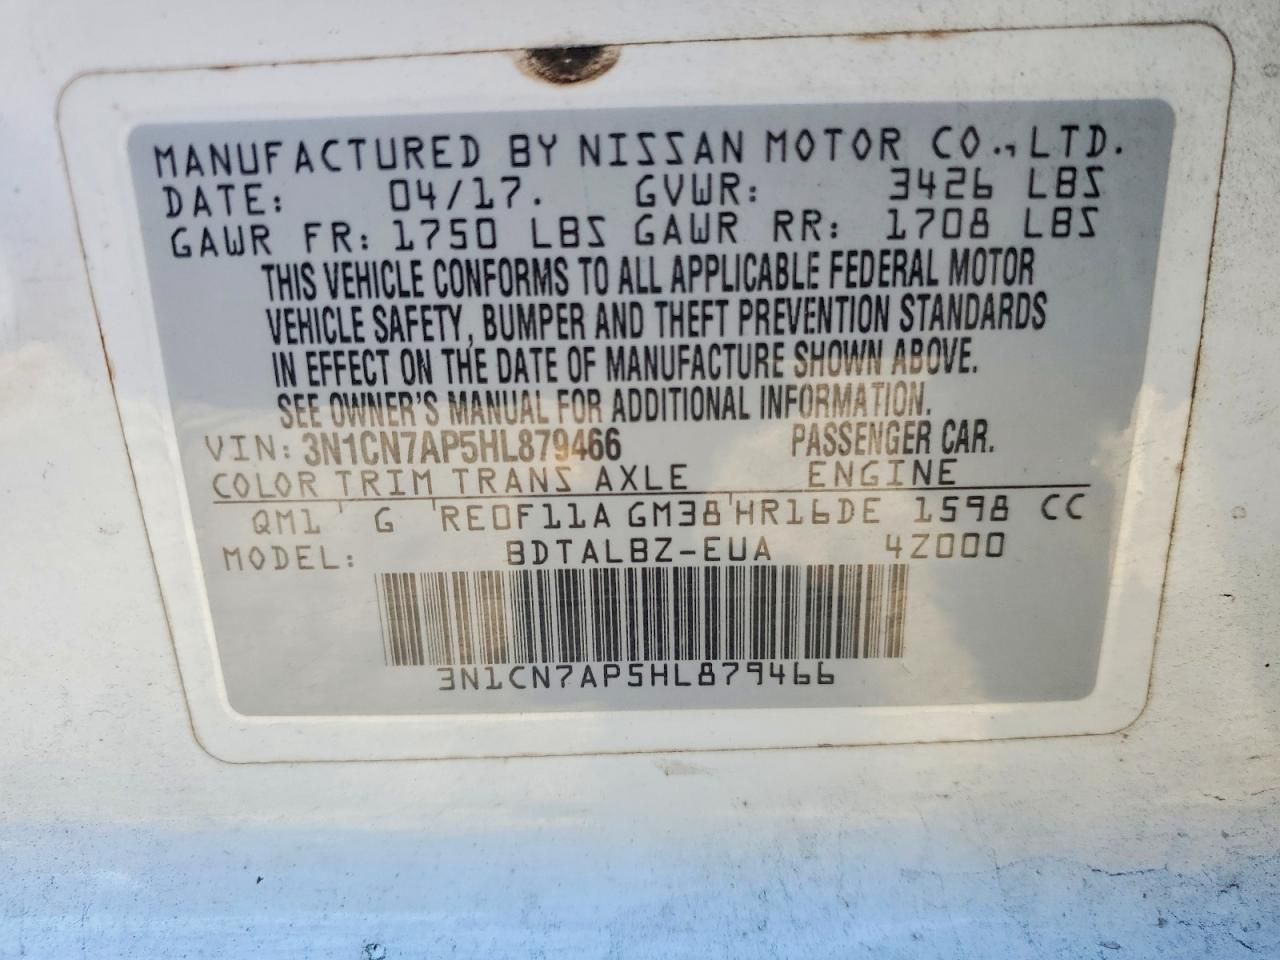 MANUFACTURED BY NISSAN MOTOR CO., LTD.
DATE: 04/17. GVWR: 3426 LBS
GAWR FR: 1750 LBS GAWR RR: 1708 LBS
THIS VEHICLE CONFORMS TO ALL APPLICABLE FEDERAL MOTOR
VEHICLE SAFETY, BUMPER AND THEFT PREVENTION STANDARDS
IN EFFECT ON THE DATE OF MANUFACTURE SHOWN ABOVE.
SEE OWNER'S MANUAL FOR ADDITIONAL INFORMATION.
VIN: 3N1CN7AP5HL879466 PASSENGER CAR.
COLOR TRIM TRANS AXLE ENGINE
QM1 ' G ' RE0F11A GM38 ' HR16DE 1598 CC
MODEL: BDTALBZ-EUA 4Z000
3N1CN7AP5HL879466